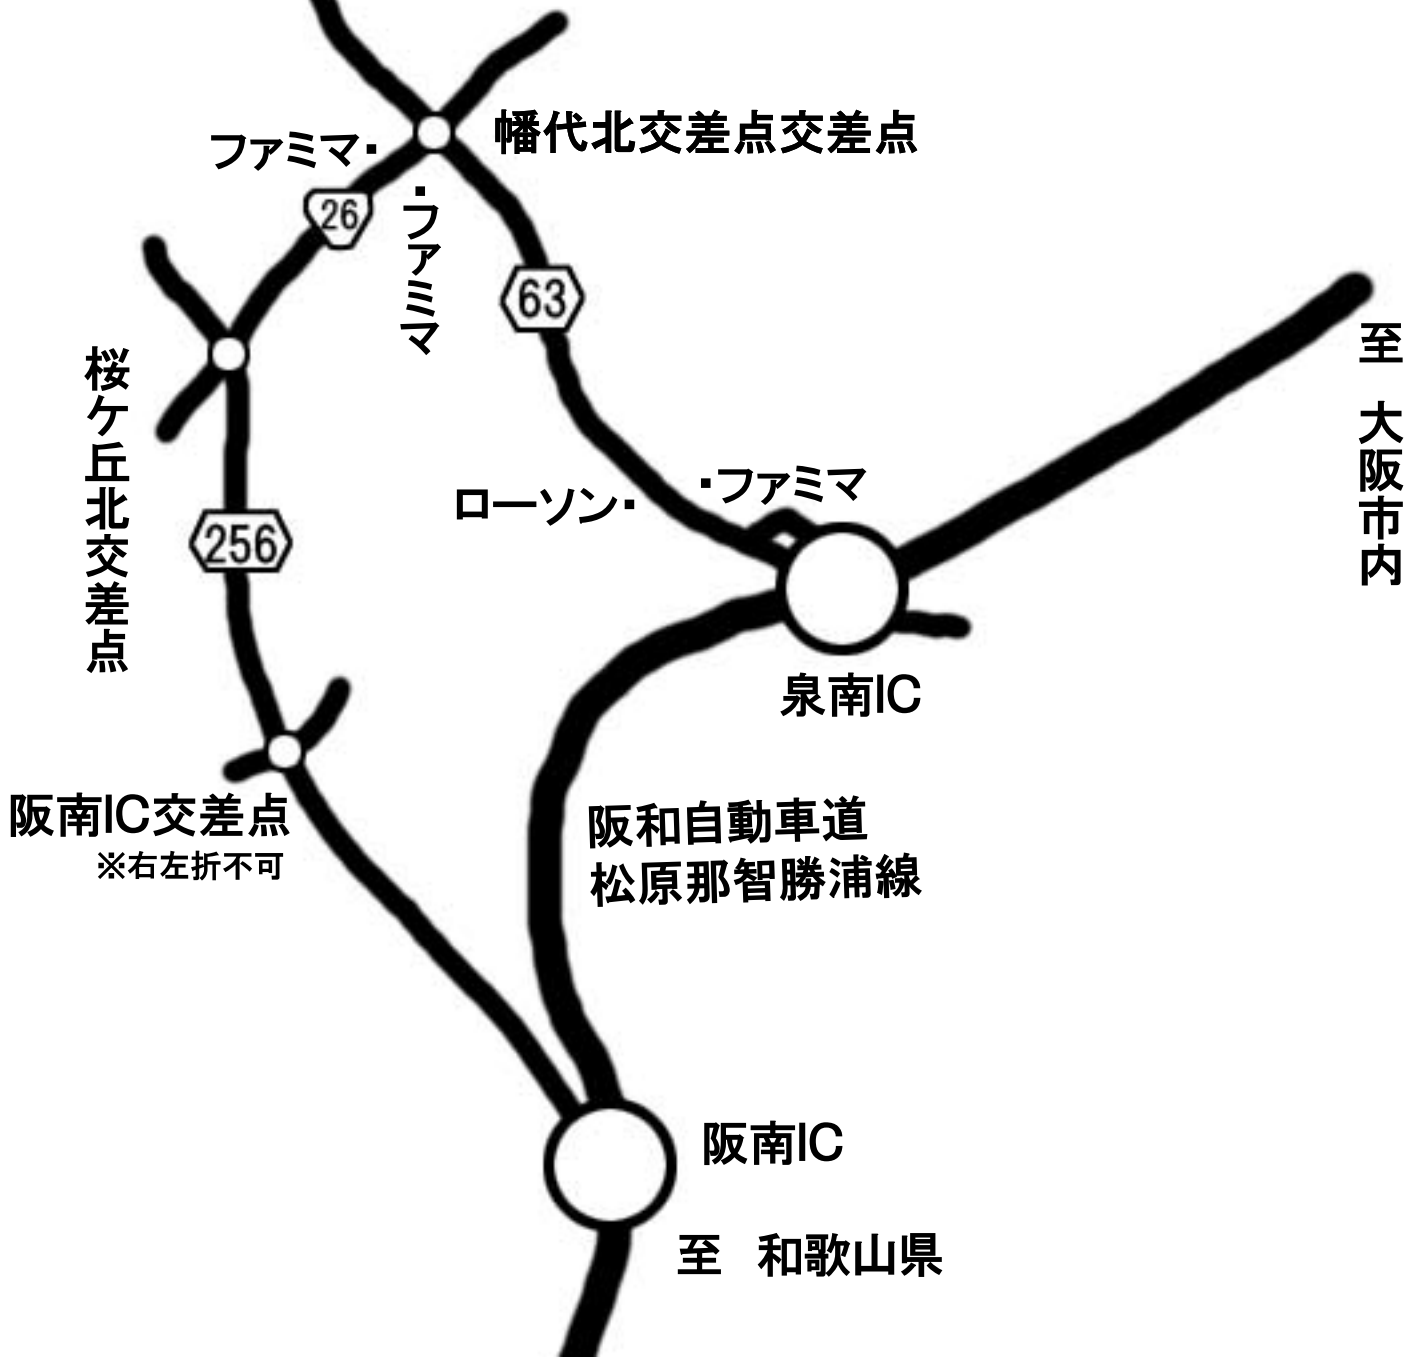 幡代北交差点交差点
ファミマ
26
ファミマ
63
至 大阪市内
桜ケ丘北交差点
ファミマ
ローソン
256
泉南IC
阪南IC交差点
※右左折不可
阪和自動車道
松原那智勝浦線
阪南IC
至 和歌山県